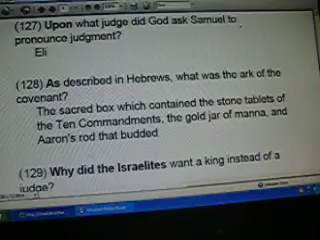 (127) Upon what judge did God ask Samuel to
pronounce judgment?
Eli
(128) As described in Hebrews, what was the ark of the
covenant?
The sacred box which contained the stone tablets of
the Ten Commandments, the gold jar of manna, and
Aaron's rod that budded
(129) Why did the Israelites want a king instead of a
judge?